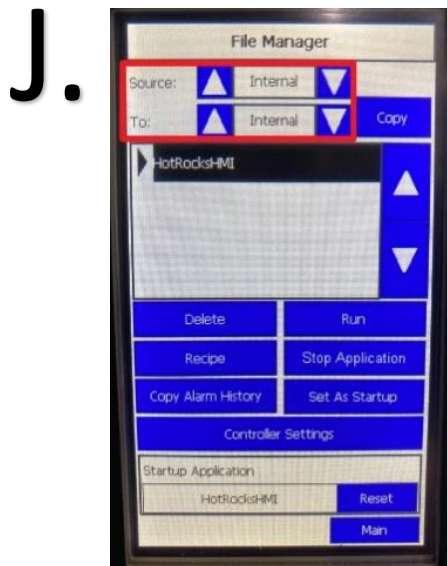 J.
File Manager
Source: Internal
To: Internal Copy
HotRocksHMI
Delete Run
Recipe Stop Application
Copy Alarm History Set As Startup
Controller Settings
Startup Application
HotRocksHMI Reset
Main